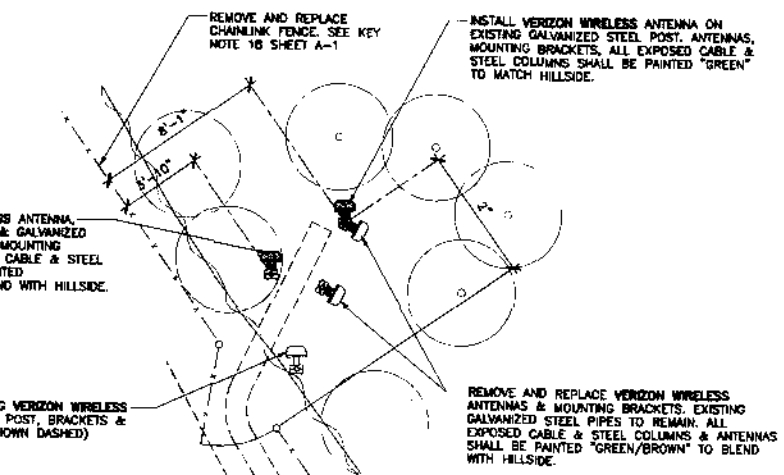 REMOVE AND REPLACE
CHAINLINK FENCE. SEE KEY
NOTE 16 SHEET A-1
INSTALL VERIZON WIRELESS ANTENNA ON
EXISTING GALVANIZED STEEL POST. ANTENNAS,
MOUNTING BRACKETS, ALL EXPOSED CABLE &
STEEL COLUMNS SHALL BE PAINTED "GREEN"
TO MATCH HILLSIDE.
8'-1"
5'-10"
2"
SS ANTENNA,
& GALVANIZED
MOUNTING
CABLE & STEEL
TED
ND WITH HILLSIDE.
G VERIZON WIRELESS
POST, BRACKETS &
HOWN DASHED)
REMOVE AND REPLACE VERIZON WIRELESS
ANTENNAS & MOUNTING BRACKETS. EXISTING
GALVANIZED STEEL PIPES TO REMAIN. ALL
EXPOSED CABLE & STEEL COLUMNS & ANTENNAS
SHALL BE PAINTED "GREEN/BROWN" TO BLEND
WITH HILLSIDE.